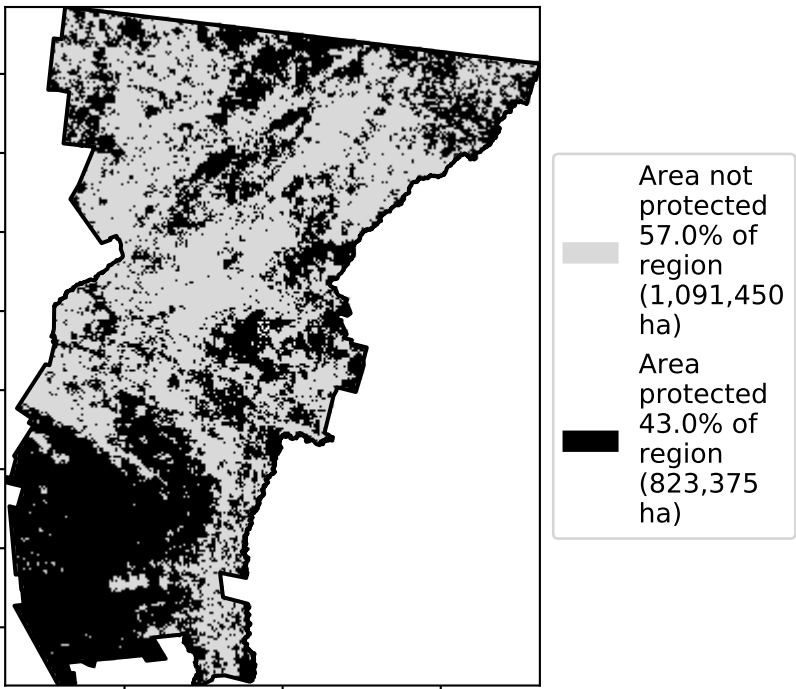 Area not
protected
57.0% of
region
(1,091,450
ha)
Area
protected
43.0% of
region
(823,375
ha)